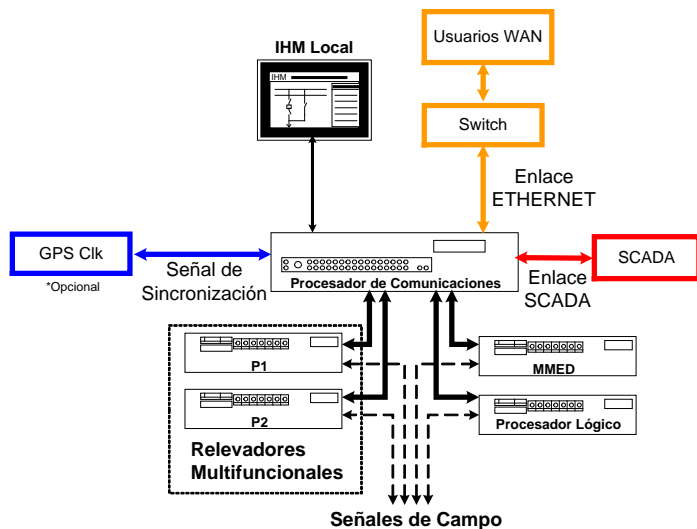 Usuarios WAN
IHM Local
IHM
Switch
Enlace
ETHERNET
GPS Clk
*Opcional
Señal de
Sincronización
Procesador de Comunicaciones
Enlace
SCADA
SCADA
P1
MMED
P2
Procesador Lógico
Relevadores
Multifuncionales
Señales de Campo